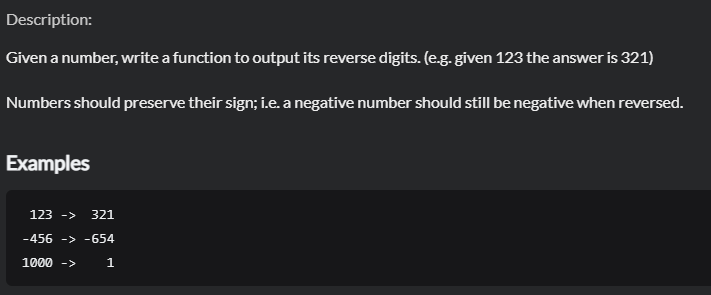 Description:
Given a number, write a function to output its reverse digits. (e.g. given 123 the answer is 321)
Numbers should preserve their sign; i.e. a negative number should still be negative when reversed.
Examples
 123 ->  321
-456 -> -654
1000 ->    1